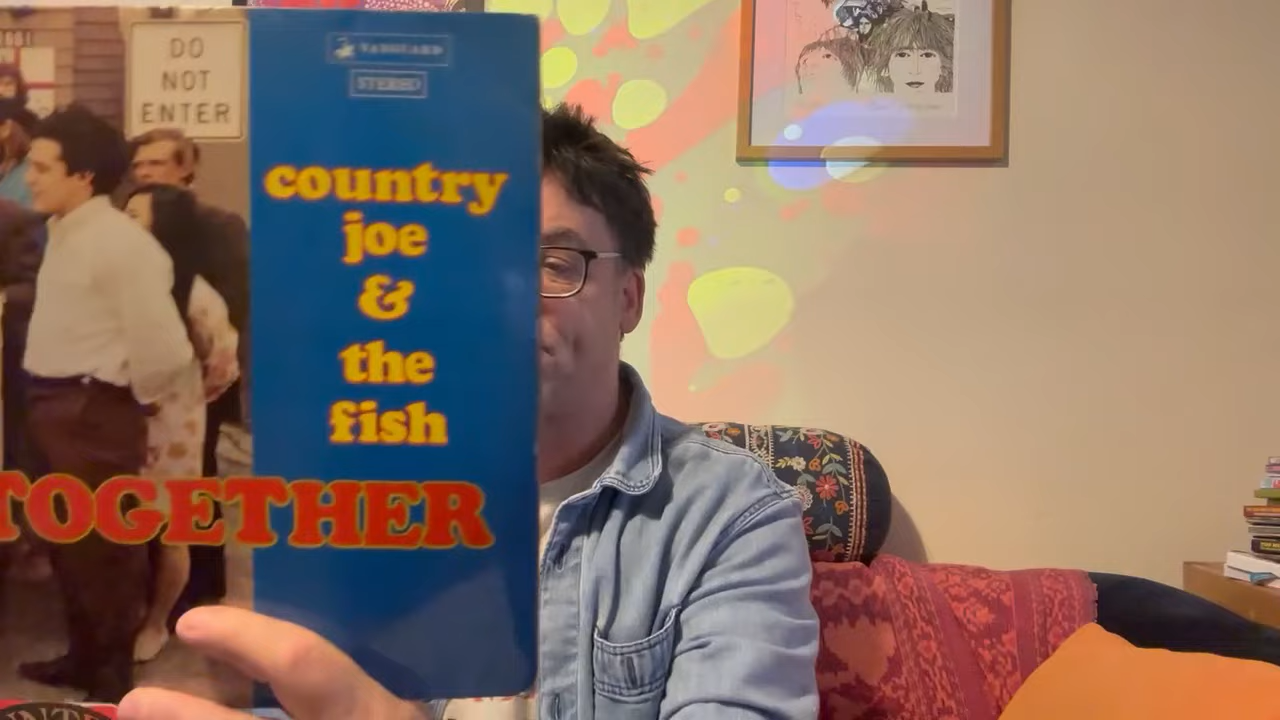 DO
NOT
ENTER
VANGUARD
STEREO
country
joe
&
the
fish
TOGETHER